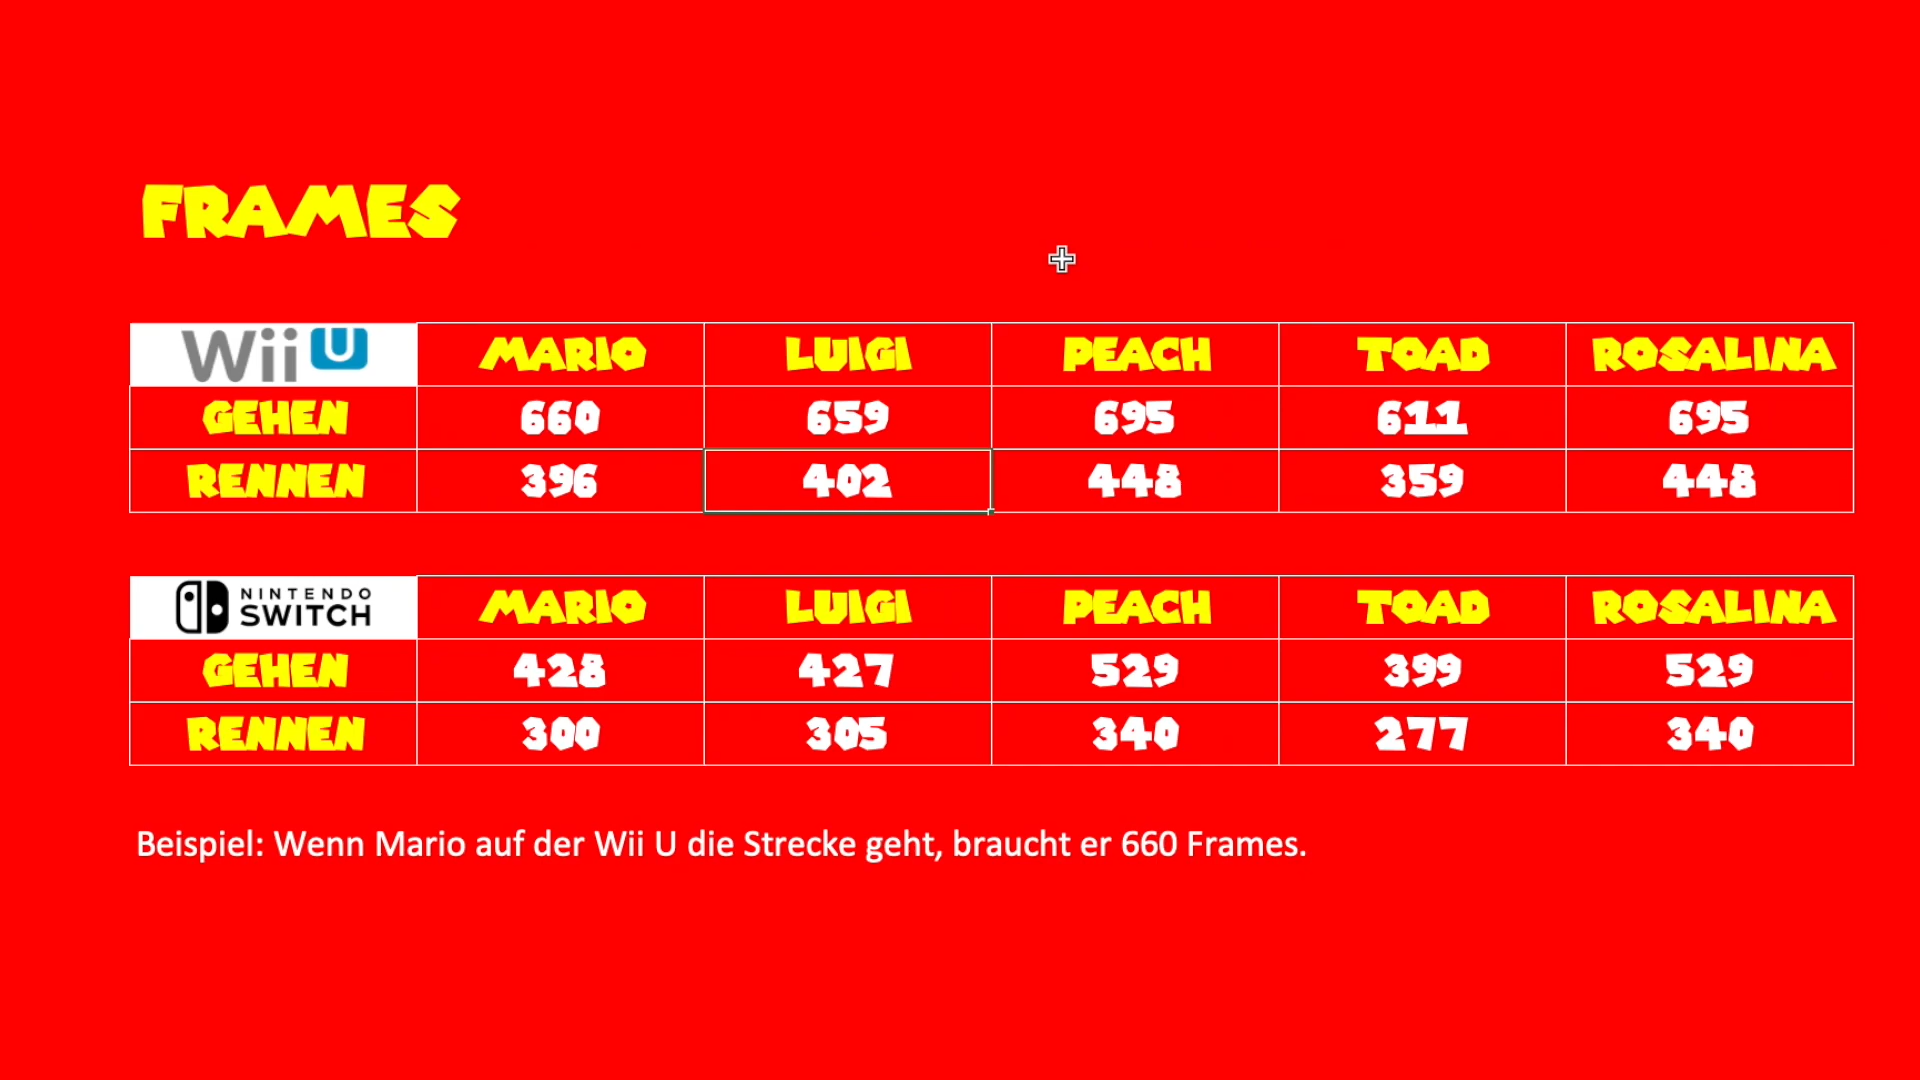 FRAMES
Wii U MARIO LUIGI PEACH TOAD ROSALINA
GEHEN 660 659 695 611 695
RENNEN 396 402 448 359 448
NINTENDO SWITCH MARIO LUIGI PEACH TOAD ROSALINA
GEHEN 428 427 529 399 529
RENNEN 300 305 340 277 340
Beispiel: Wenn Mario auf der Wii U die Strecke geht, braucht er 660 Frames.